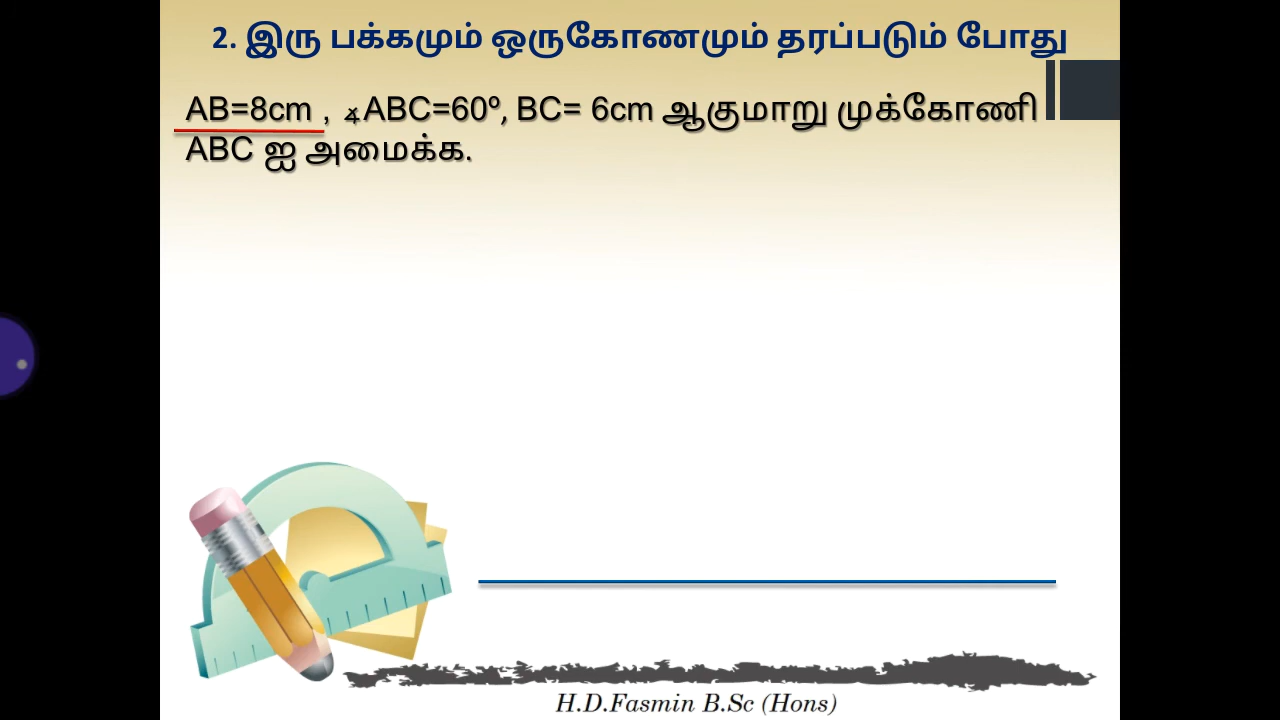 2. இரு பக்கமும் ஒருகோணமும் தரப்படும் போது
AB=8cm , ∡ABC=60º, BC= 6cm ஆகுமாறு முக்கோணி
ABC ஐ அமைக்க.
H.D.Fasmin B.Sc (Hons)